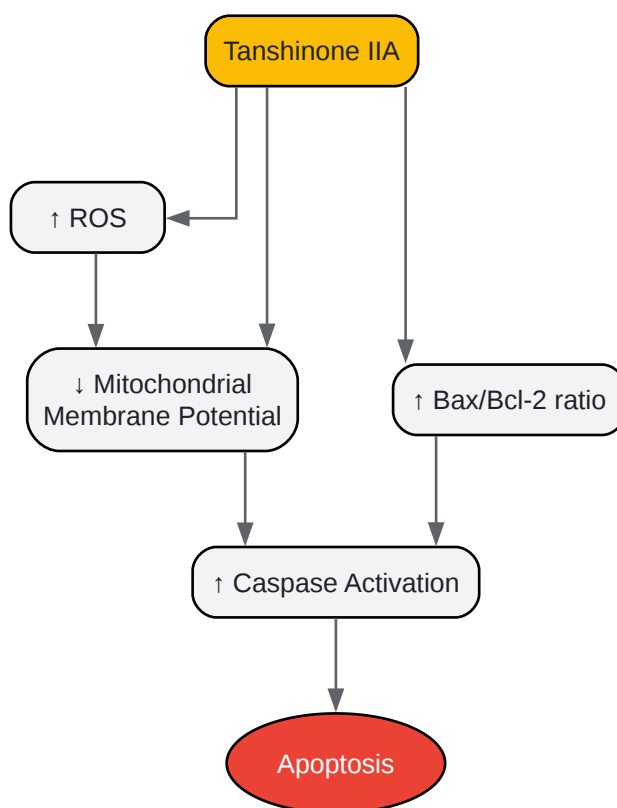 Tanshinone IIA
↑ ROS
↓ Mitochondrial
Membrane Potential
↑ Bax/Bcl-2 ratio
↑ Caspase Activation
Apoptosis